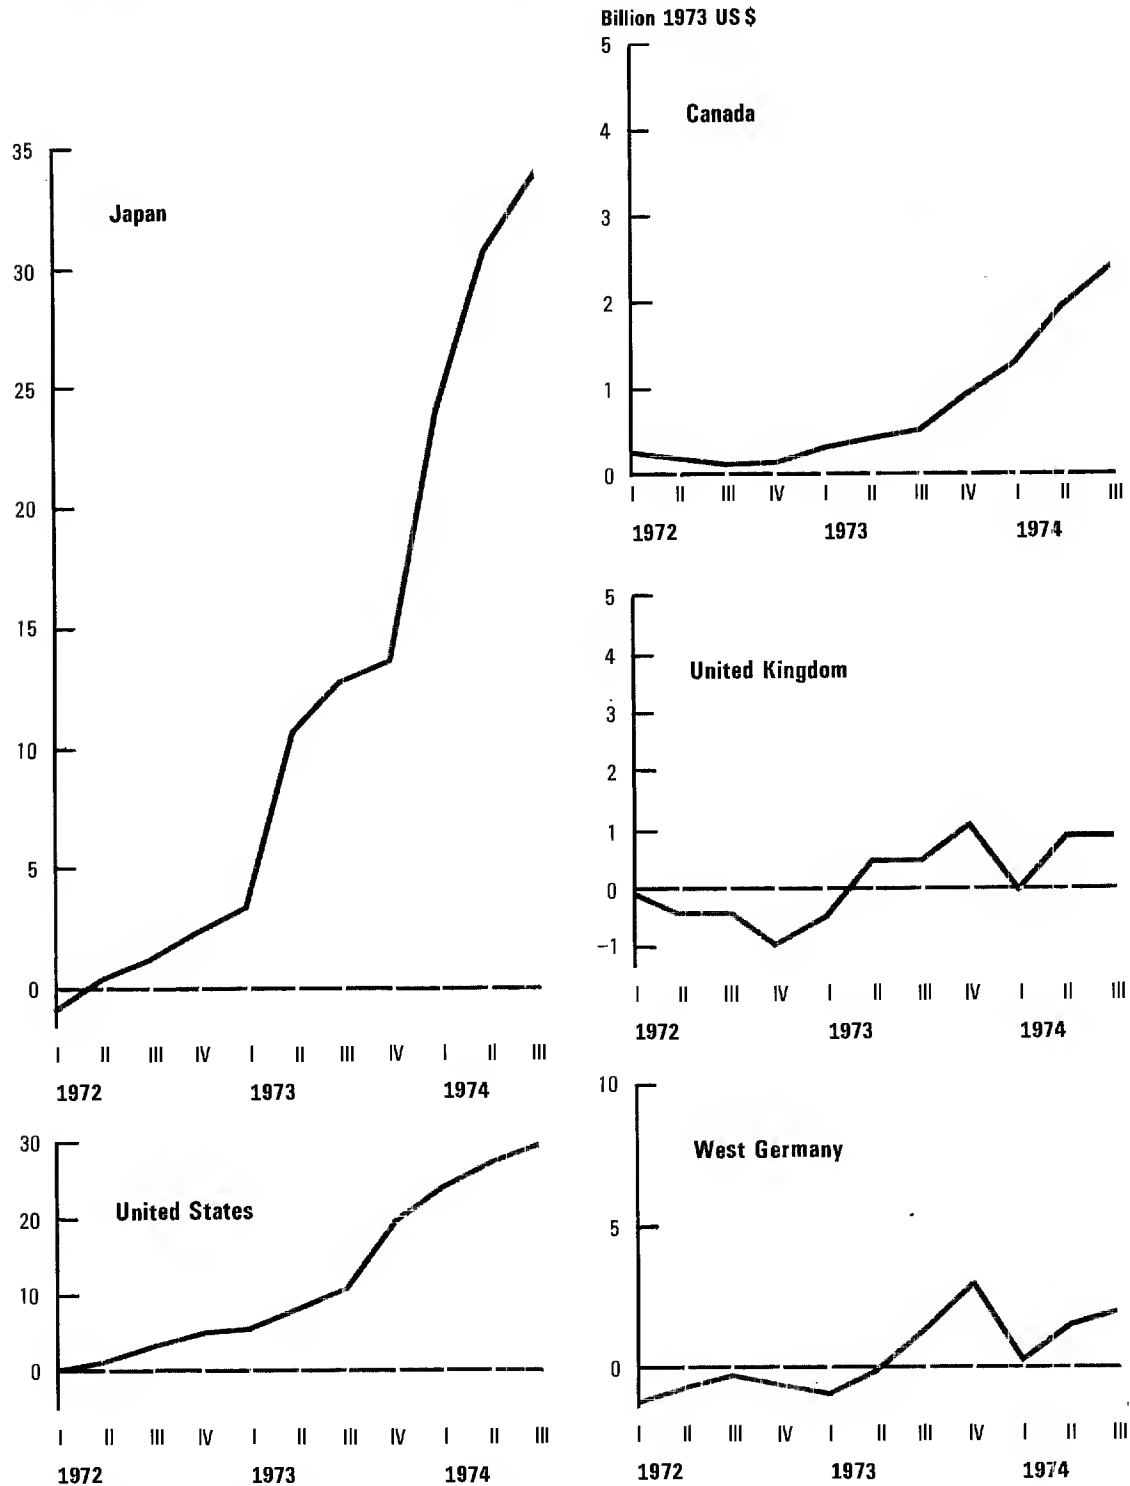 Billion 1973 US $
Japan
35
30
25
20
15
10
5
0
I II III IV I II III IV I II III
1972 1973 1974
United States
30
20
10
0
I II III IV I II III IV I II III
1972 1973 1974
Canada
5
4
3
2
1
0
I II III IV I II III IV I II III
1972 1973 1974
United Kingdom
5
4
3
2
1
0
-1
I II III IV I II III IV I II III
1972 1973 1974
West Germany
10
5
0
I II III IV I II III IV I II III
1972 1973 1974